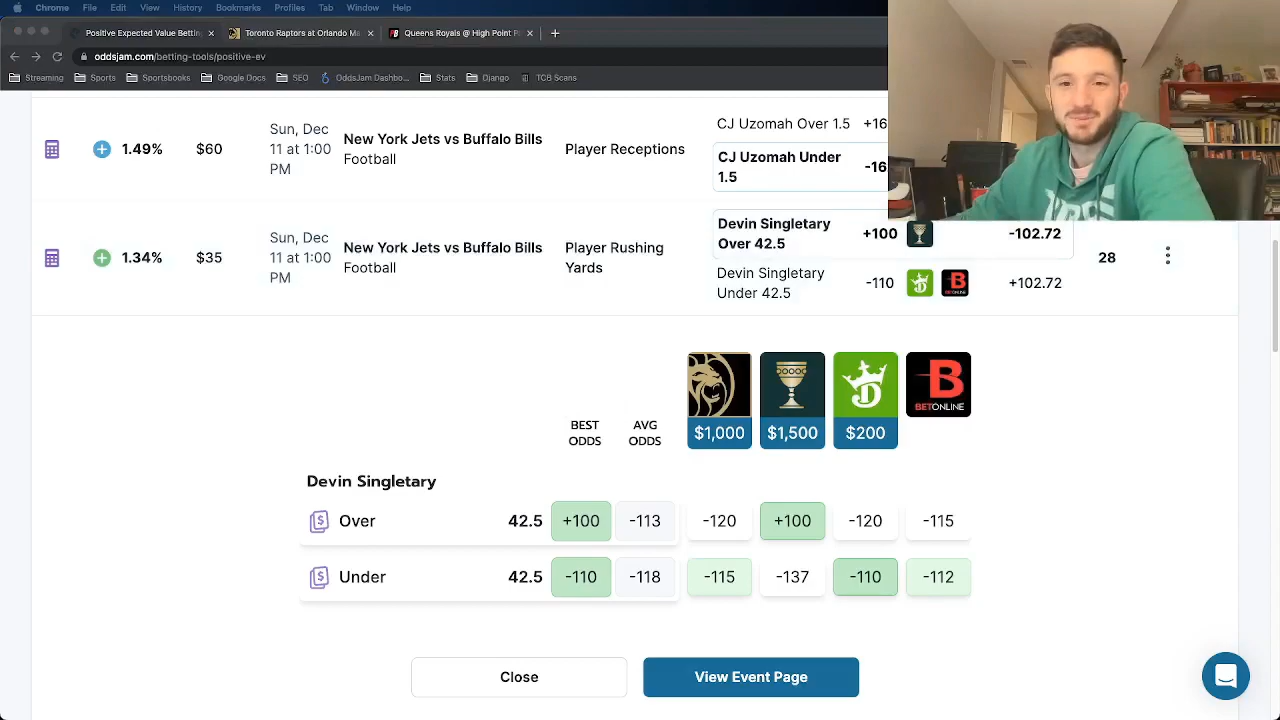 Chrome File Edit View History Bookmarks Profiles Tab Window Help
Positive Expected Value Bettin
Toronto Raptors at Orlando Ma
Queens Royals @ High Point P
oddsjam.com/betting-tools/positive-ev
Streaming Sports Sportsbooks Google Docs SEO OddsJam Dashbo... Stats Django TCB Scans
1.49%
$60
Sun, Dec
11 at 1:00
PM
New York Jets vs Buffalo Bills
Football
Player Receptions
CJ Uzomah Over 1.5 +16
CJ Uzomah Under
1.5
-16
1.34%
$35
Sun, Dec
11 at 1:00
PM
New York Jets vs Buffalo Bills
Football
Player Rushing
Yards
Devin Singletary
Over 42.5
+100
-102.72
Devin Singletary
Under 42.5
-110
B
+102.72
28
BEST
ODDS
AVG
ODDS
$1,000
$1,500
$200
B
BETONLINE
Devin Singletary
Over 42.5 +100 -113 -120 +100 -120 -115
Under 42.5 -110 -118 -115 -137 -110 -112
Close
View Event Page